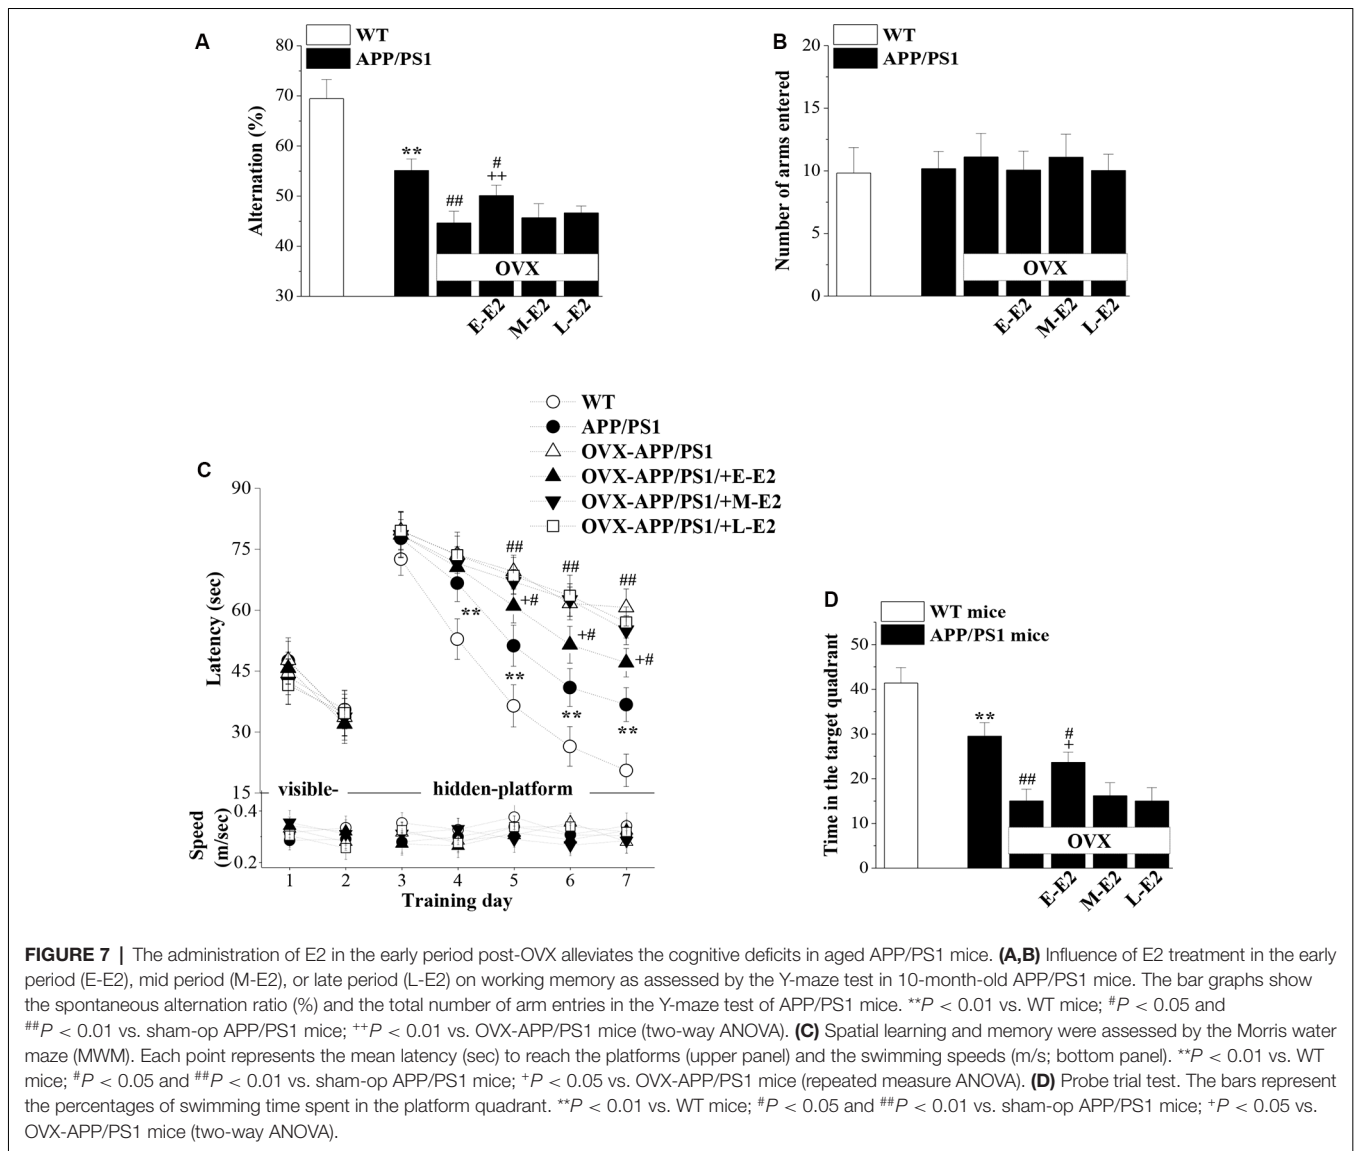 A
WT
APP/PS1
80
70
60
50
40
30
Alternation (%)
**
##
#
++
OVX
E-E2
M-E2
L-E2
B
WT
APP/PS1
20
15
10
5
0
Number of arms entered
OVX
E-E2
M-E2
L-E2
WT
APP/PS1
OVX-APP/PS1
OVX-APP/PS1/+E-E2
OVX-APP/PS1/+M-E2
OVX-APP/PS1/+L-E2
C
90
75
60
45
30
15
Latency (sec)
##
##
##
+#
+#
+#
**
**
**
**
visible-
hidden-platform
0.4
0.2
Speed
(m/sec)
1 2 3 4 5 6 7
Training day
D
WT mice
APP/PS1 mice
50
40
30
20
10
0
Time in the target quadrant
**
##
#
+
OVX
E-E2
M-E2
L-E2
FIGURE 7 | The administration of E2 in the early period post-OVX alleviates the cognitive deficits in aged APP/PS1 mice. (A,B) Influence of E2 treatment in the early
period (E-E2), mid period (M-E2), or late period (L-E2) on working memory as assessed by the Y-maze test in 10-month-old APP/PS1 mice. The bar graphs show
the spontaneous alternation ratio (%) and the total number of arm entries in the Y-maze test of APP/PS1 mice. **P < 0.01 vs. WT mice; #P < 0.05 and
##P < 0.01 vs. sham-op APP/PS1 mice; ++P < 0.01 vs. OVX-APP/PS1 mice (two-way ANOVA). (C) Spatial learning and memory were assessed by the Morris water
maze (MWM). Each point represents the mean latency (sec) to reach the platforms (upper panel) and the swimming speeds (m/s; bottom panel). **P < 0.01 vs. WT
mice; #P < 0.05 and ##P < 0.01 vs. sham-op APP/PS1 mice; +P < 0.05 vs. OVX-APP/PS1 mice (repeated measure ANOVA). (D) Probe trial test. The bars represent
the percentages of swimming time spent in the platform quadrant. **P < 0.01 vs. WT mice; #P < 0.05 and ##P < 0.01 vs. sham-op APP/PS1 mice; +P < 0.05 vs.
OVX-APP/PS1 mice (two-way ANOVA).